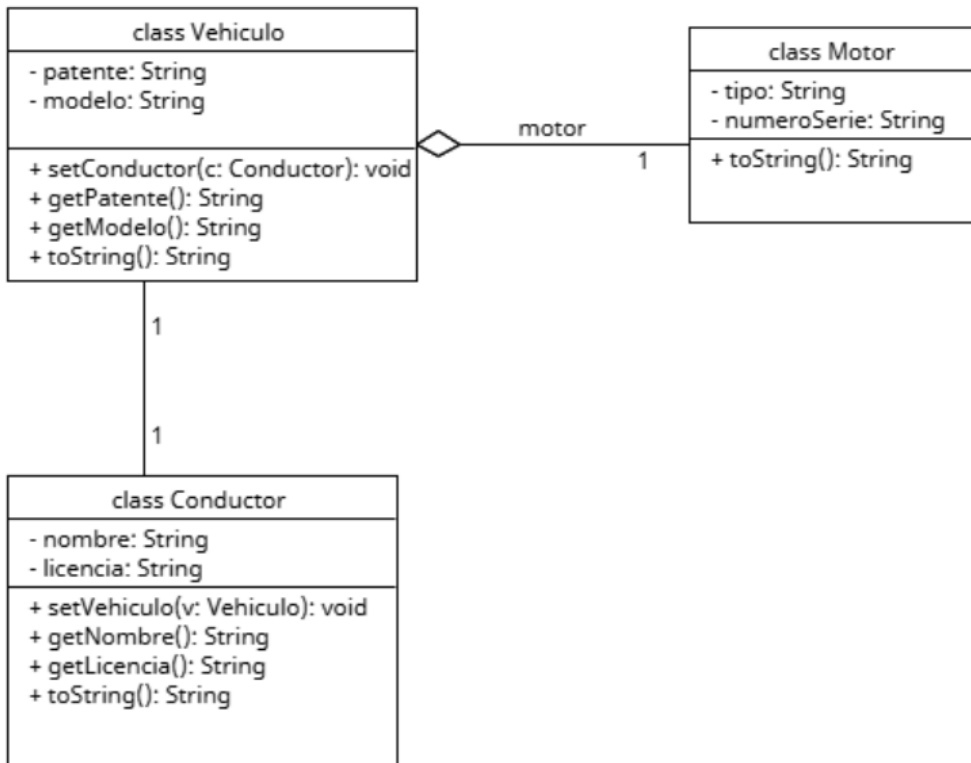 class Vehiculo
- patente: String
- modelo: String
+ setConductor(c: Conductor): void
+ getPatente(): String
+ getModelo(): String
+ toString(): String
motor
1
class Motor
- tipo: String
- numeroSerie: String
+ toString(): String
1
1
class Conductor
- nombre: String
- licencia: String
+ setVehiculo(v: Vehiculo): void
+ getNombre(): String
+ getLicencia(): String
+ toString(): String